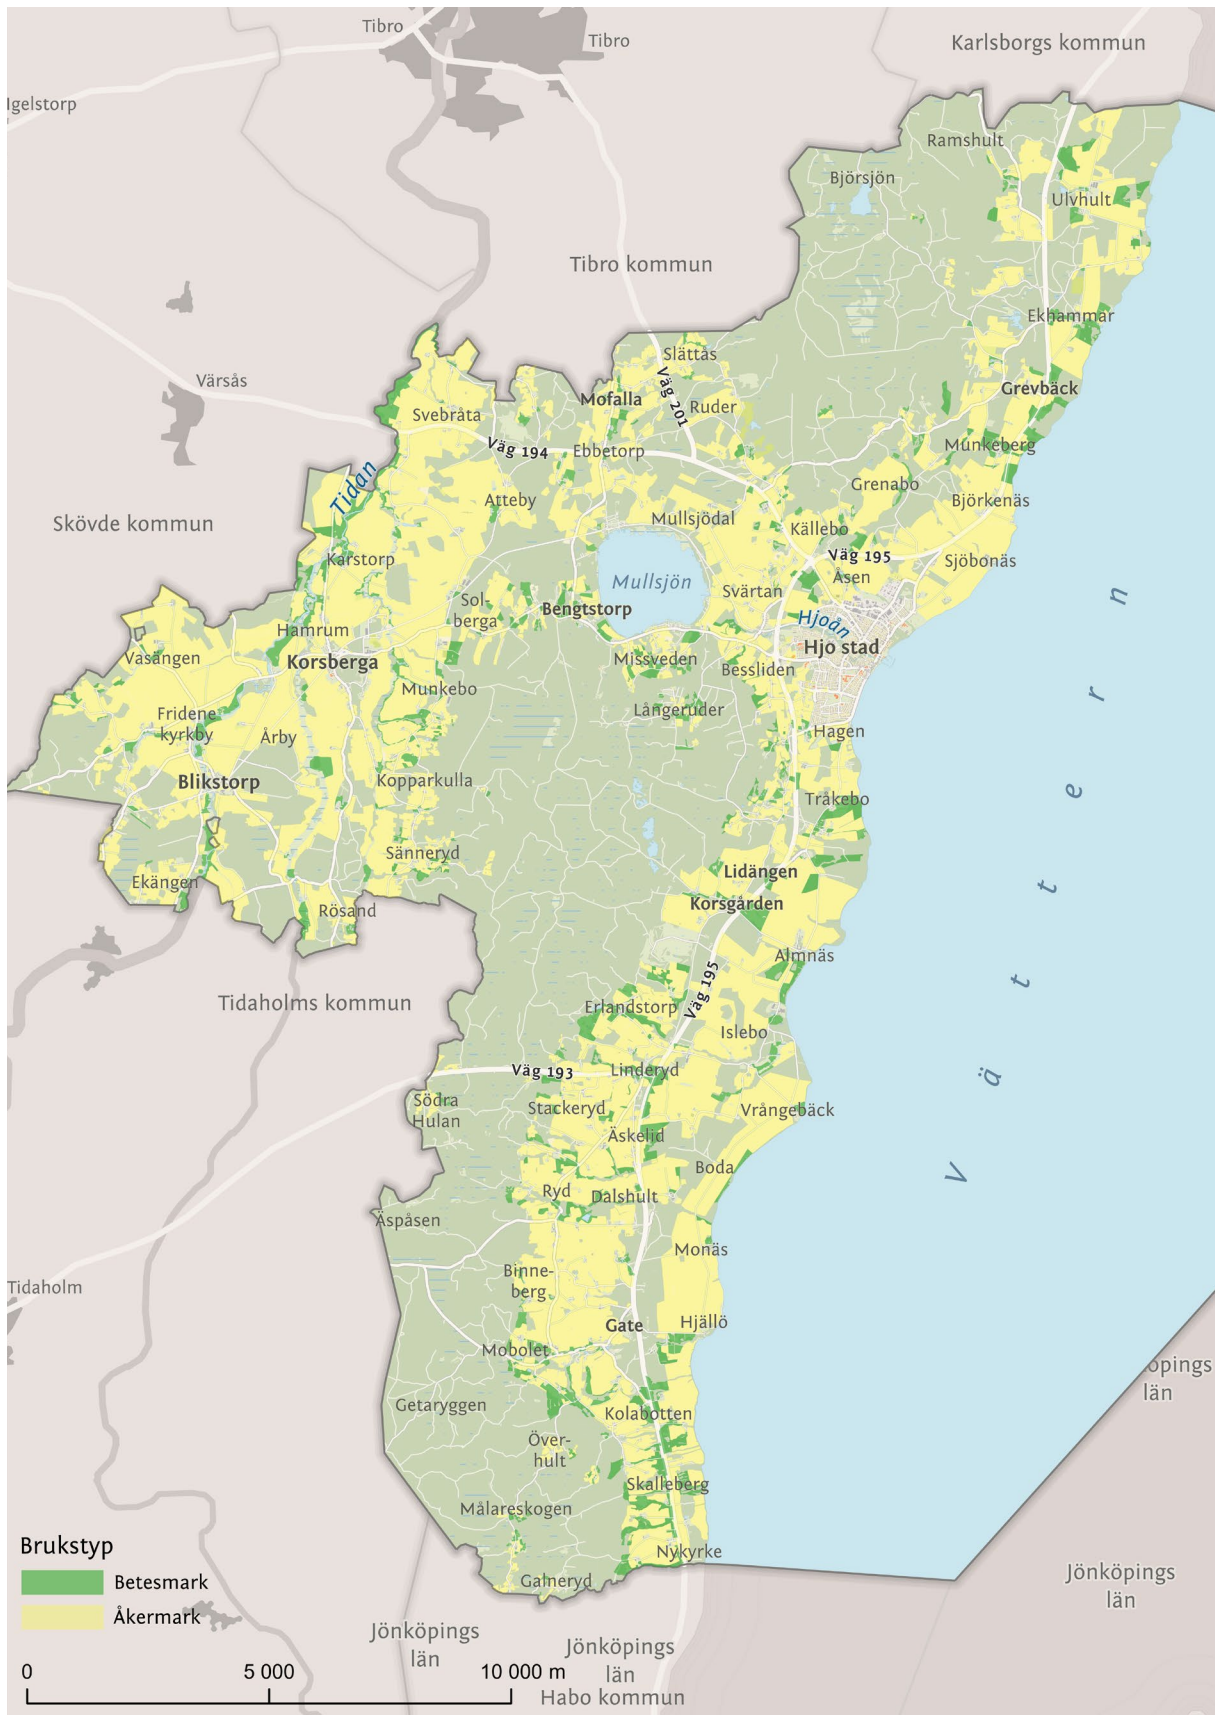 Tibro
Tibro
Karlsborgs kommun
Igelstorp
Ramshult
Björsjön
Ulvhult
Tibro kommun
Ekhammar
Slättås
Värsås
Väg 201
Grevbäck
Mofalla
Ruder
Svebråta
Väg 194
Ebbetorp
Munkeberg
Tidan
Grenabo
Atteby
Björkenäs
Mullsjödal
Skövde kommun
Källebo
Karstorp
Väg 195
Sjöbonäs
Åsen
Mullsjön
Svärtan
Sol-
berga
Bengtstorp
Hjoån
Hamrum
Hjo stad
Vasängen
Korsberga
Missveden
Bessliden
Munkebo
Långeruder
Fridene
kyrkby
Årby
Hagen
Blikstorp
Kopparkulla
Tråkebo
Vättern
Sänneryd
Lidängen
Ekängen
Korsgården
Rösand
Almnäs
Väg 195
Tidaholms kommun
Erlandstorp
Islebo
Väg 193
Linderyd
Södra
Hulan
Stackeryd
Vrångebäck
Äskelid
Boda
Ryd
Dalshult
Äspåsen
Monäs
Binne-
berg
Tidaholm
Gate
Hjällö
Mobolet
öpings
län
Getaryggen
Kolabotten
Över-
hult
Skalleberg
Målareskogen
Brukstyp
Nykyrke
Betesmark
Galneryd
Jönköpings
län
Åkermark
Jönköpings
län
Jönköpings
län
0 5 000 10 000 m
Habo kommun